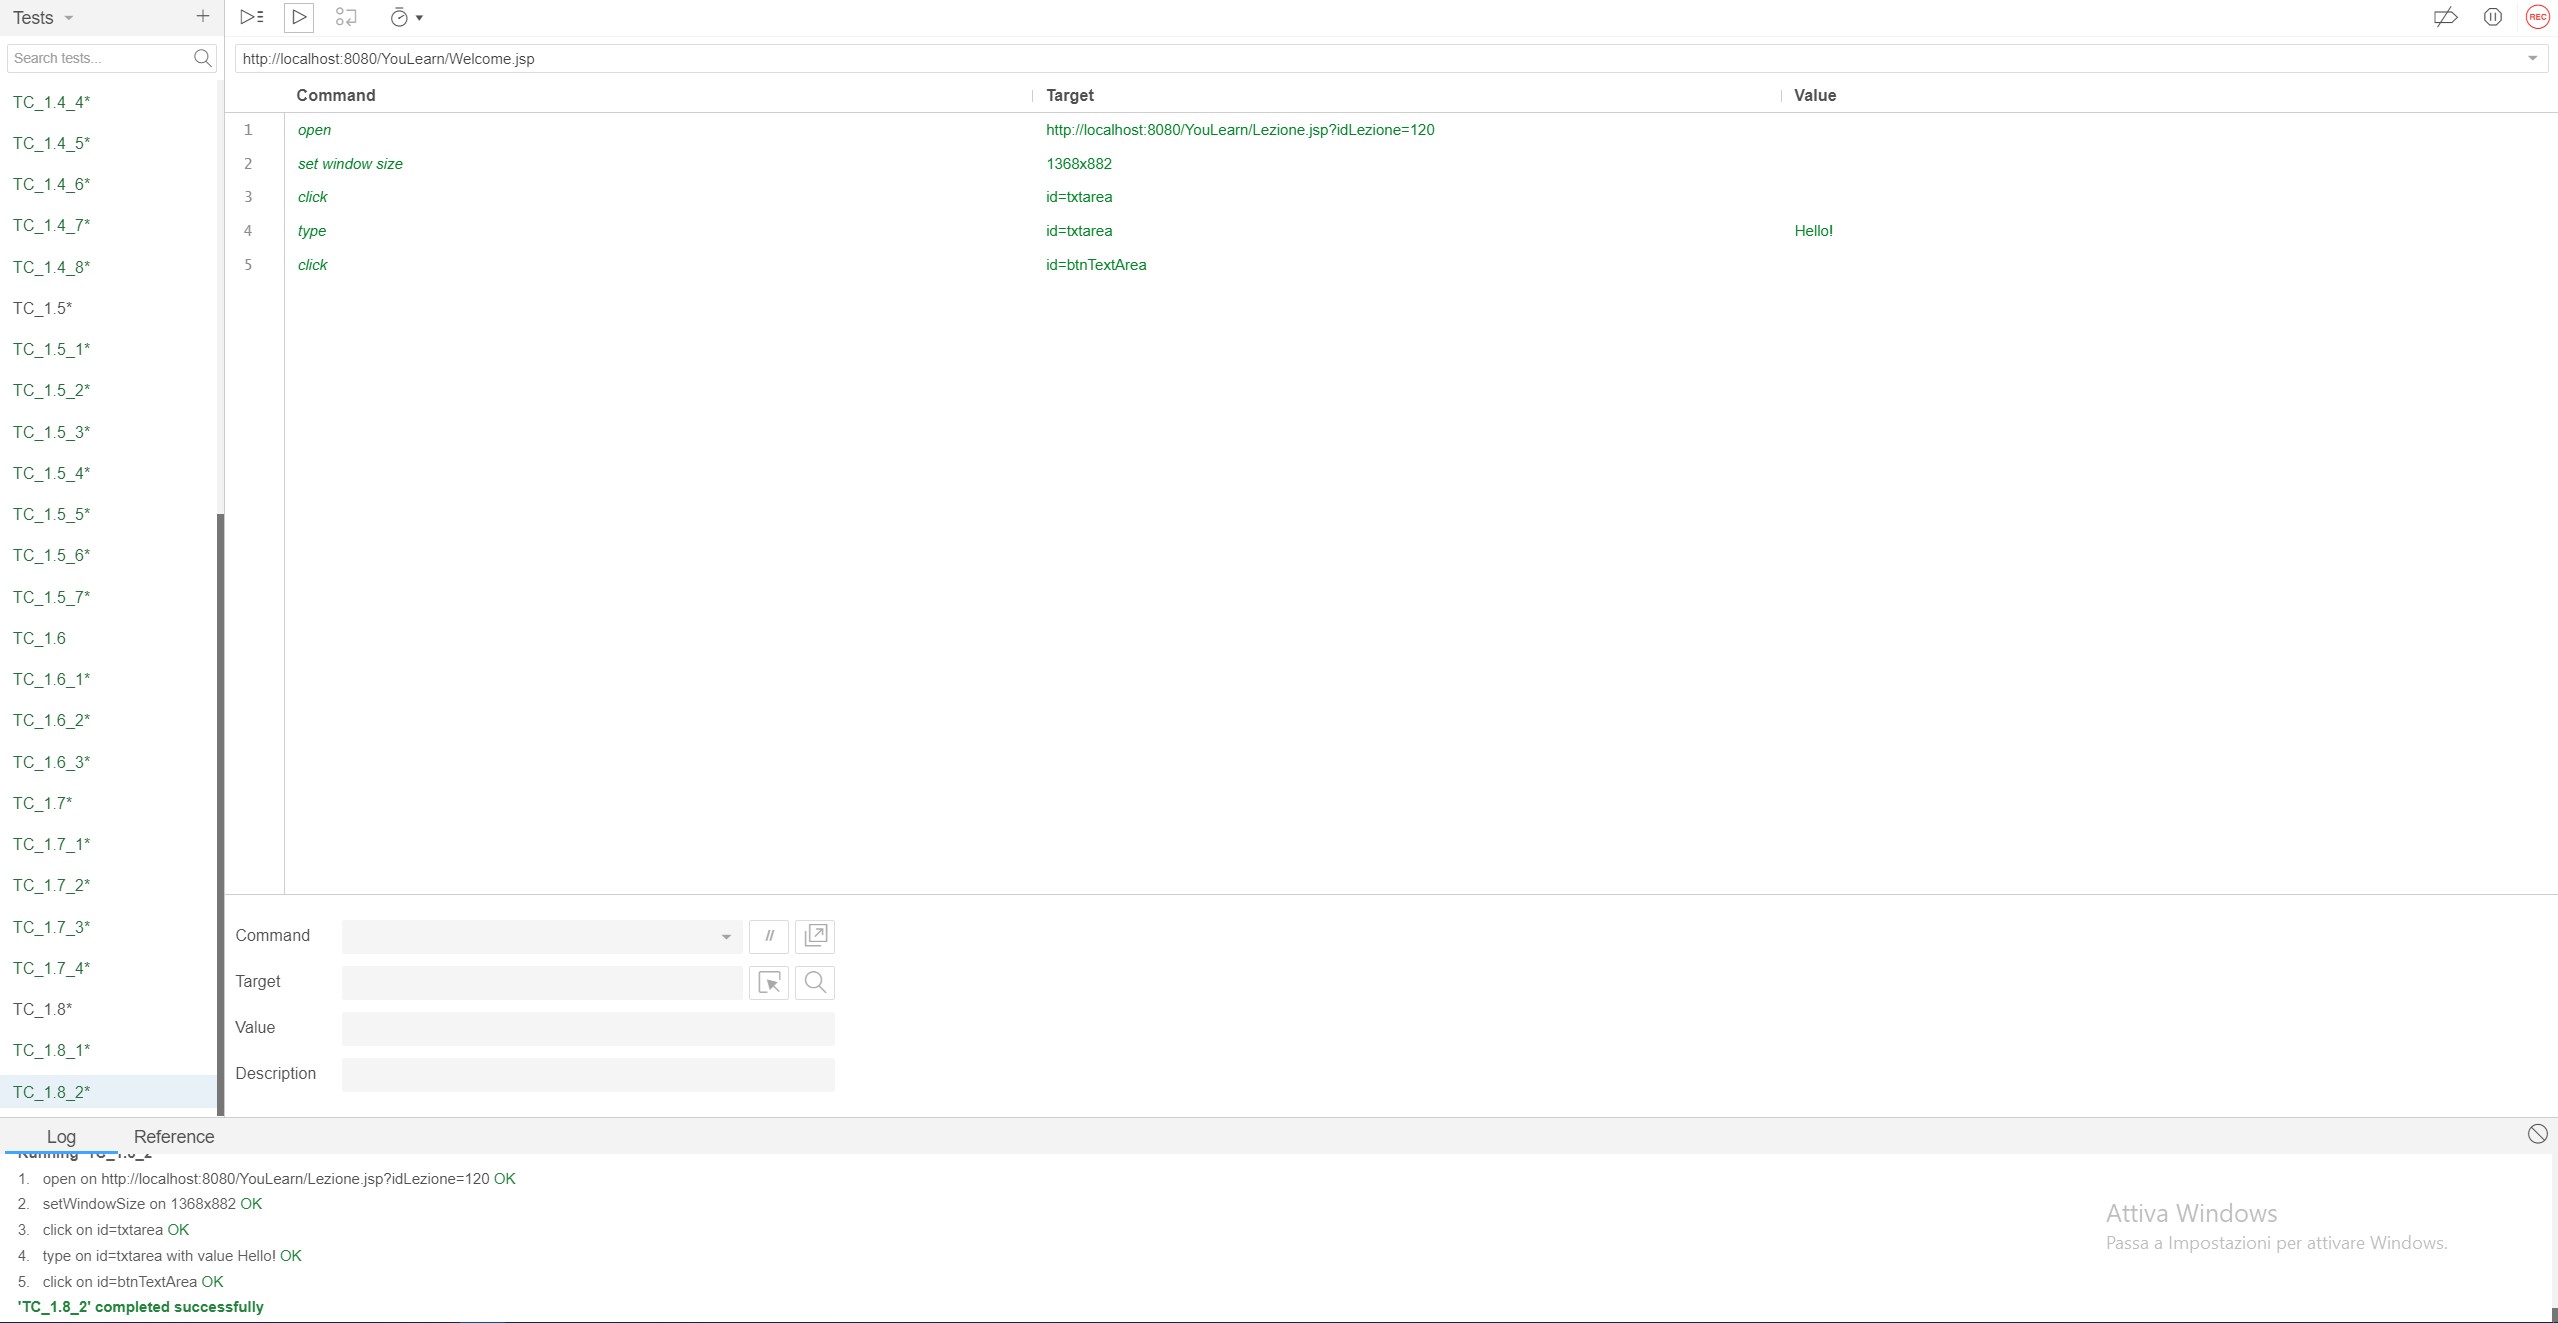 Tests
Search tests...
TC_1.4_4*
TC_1.4_5*
TC_1.4_6*
TC_1.4_7*
TC_1.4_8*
TC_1.5*
TC_1.5_1*
TC_1.5_2*
TC_1.5_3*
TC_1.5_4*
TC_1.5_5*
TC_1.5_6*
TC_1.5_7*
TC_1.6
TC_1.6_1*
TC_1.6_2*
TC_1.6_3*
TC_1.7*
TC_1.7_1*
TC_1.7_2*
TC_1.7_3*
TC_1.7_4*
TC_1.8*
TC_1.8_1*
TC_1.8_2*
REC
http://localhost:8080/YouLearn/Welcome.jsp
Command Target Value
1 open http://localhost:8080/YouLearn/Lezione.jsp?idLezione=120
2 set window size 1368x882
3 click id=txtarea
4 type id=txtarea Hello!
5 click id=btnTextArea
Command //
Target
Value
Description
Log Reference
Running 'TC_1.8_2'
1. open on http://localhost:8080/YouLearn/Lezione.jsp?idLezione=120 OK
2. setWindowSize on 1368x882 OK
3. click on id=txtarea OK
4. type on id=txtarea with value Hello! OK
5. click on id=btnTextArea OK
'TC_1.8_2' completed successfully
Attiva Windows
Passa a Impostazioni per attivare Windows.